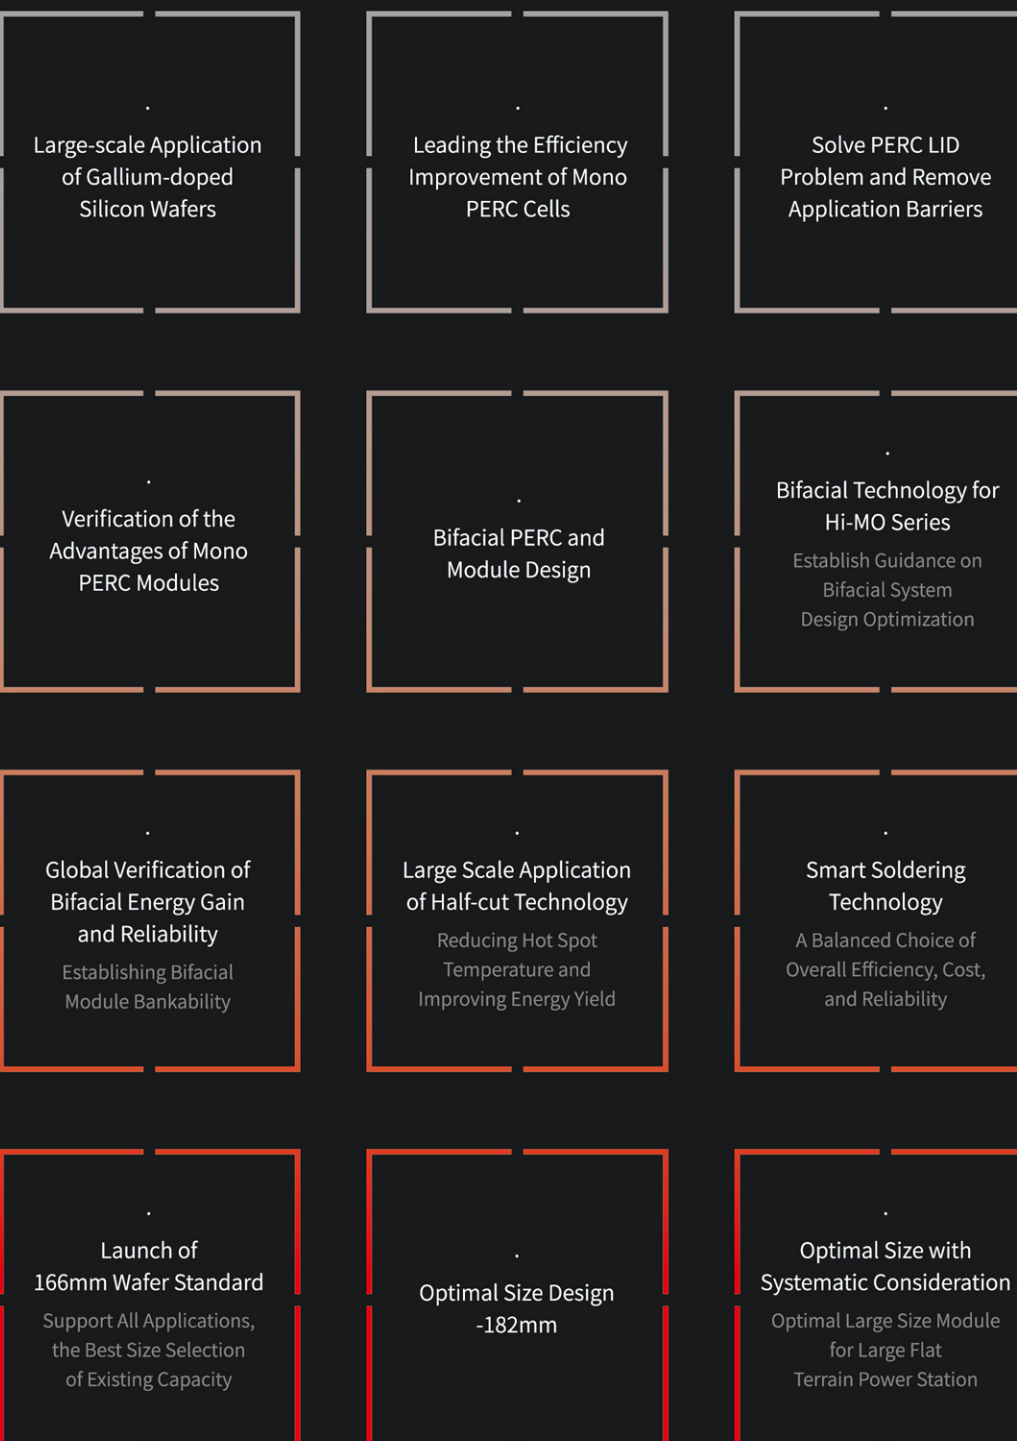 Large-scale Application
of Gallium-doped
Silicon Wafers
Leading the Efficiency
Improvement of Mono
PERC Cells
Solve PERC LID
Problem and Remove
Application Barriers
Verification of the
Advantages of Mono
PERC Modules
Bifacial PERC and
Module Design
Bifacial Technology for
Hi-MO Series
Establish Guidance on
Bifacial System
Design Optimization
Global Verification of
Bifacial Energy Gain
and Reliability
Establishing Bifacial
Module Bankability
Large Scale Application
of Half-cut Technology
Reducing Hot Spot
Temperature and
Improving Energy Yield
Smart Soldering
Technology
A Balanced Choice of
Overall Efficiency, Cost,
and Reliability
Launch of
166mm Wafer Standard
Support All Applications,
the Best Size Selection
of Existing Capacity
Optimal Size Design
-182mm
Optimal Size with
Systematic Consideration
Optimal Large Size Module
for Large Flat
Terrain Power Station